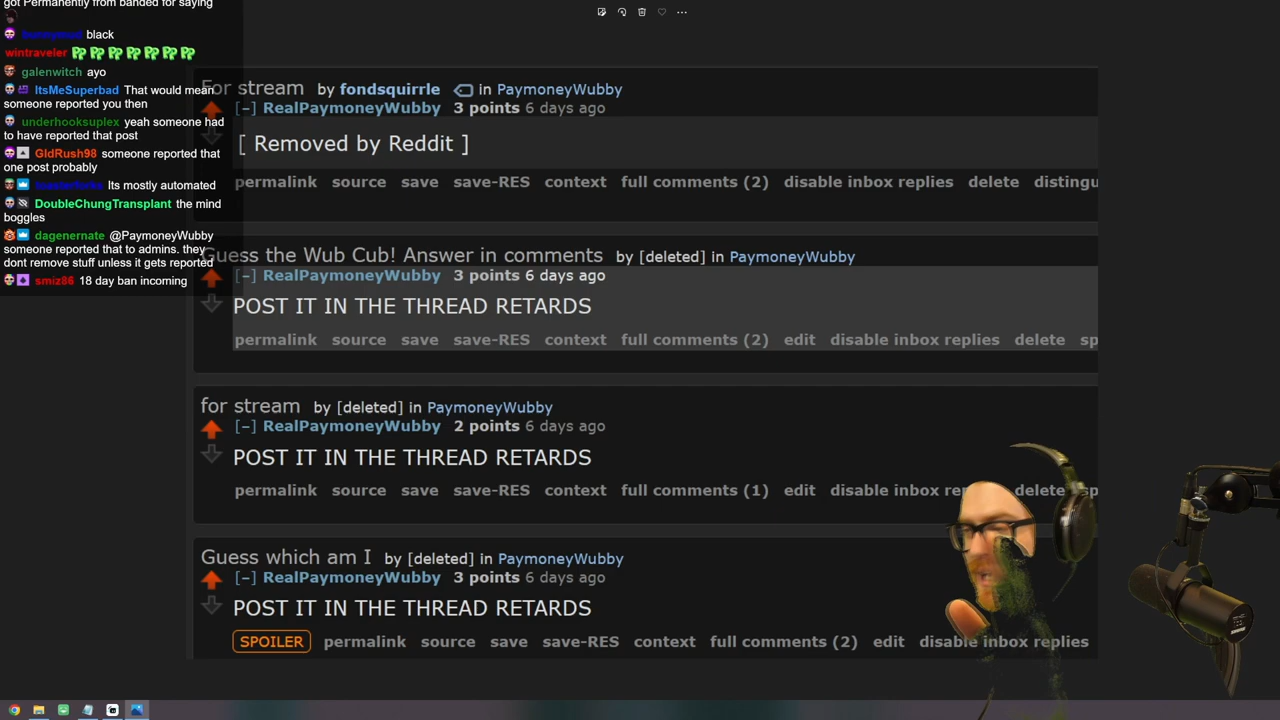 got Permanently from banded for saying
black
wintraveler
galenwitch ayo
ItsMeSuperbad That would mean
someone reported you then
underhooksuplex yeah someone had
to have reported that post
GldRush98 someone reported that
one post probably
Its mostly automated
DoubleChungTransplant the mind
boggles
dagenernate @PaymoneyWubby
someone reported that to admins. they
dont remove stuff unless it gets reported
smiz86 18 day ban incoming
For stream by fondsquirrle in PaymoneyWubby
[-] RealPaymoneyWubby 3 points 6 days ago
[ Removed by Reddit ]
permalink source save save-RES context full comments (2) disable inbox replies delete distingu
Guess the Wub Cub! Answer in comments by [deleted] in PaymoneyWubby
[-] RealPaymoneyWubby 3 points 6 days ago
POST IT IN THE THREAD RETARDS
permalink source save save-RES context full comments (2) edit disable inbox replies delete sp
for stream by [deleted] in PaymoneyWubby
[-] RealPaymoneyWubby 2 points 6 days ago
POST IT IN THE THREAD RETARDS
permalink source save save-RES context full comments (1) edit disable inbox rep delete sp
Guess which am I by [deleted] in PaymoneyWubby
[-] RealPaymoneyWubby 3 points 6 days ago
POST IT IN THE THREAD RETARDS
SPOILER permalink source save save-RES context full comments (2) edit disable inbox replies